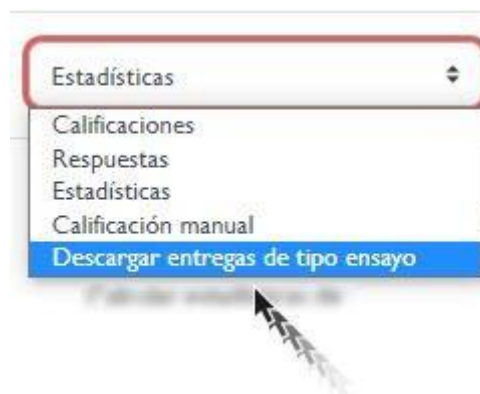 Estadísticas
Calificaciones
Respuestas
Estadísticas
Calificación manual
Descargar entregas de tipo ensayo